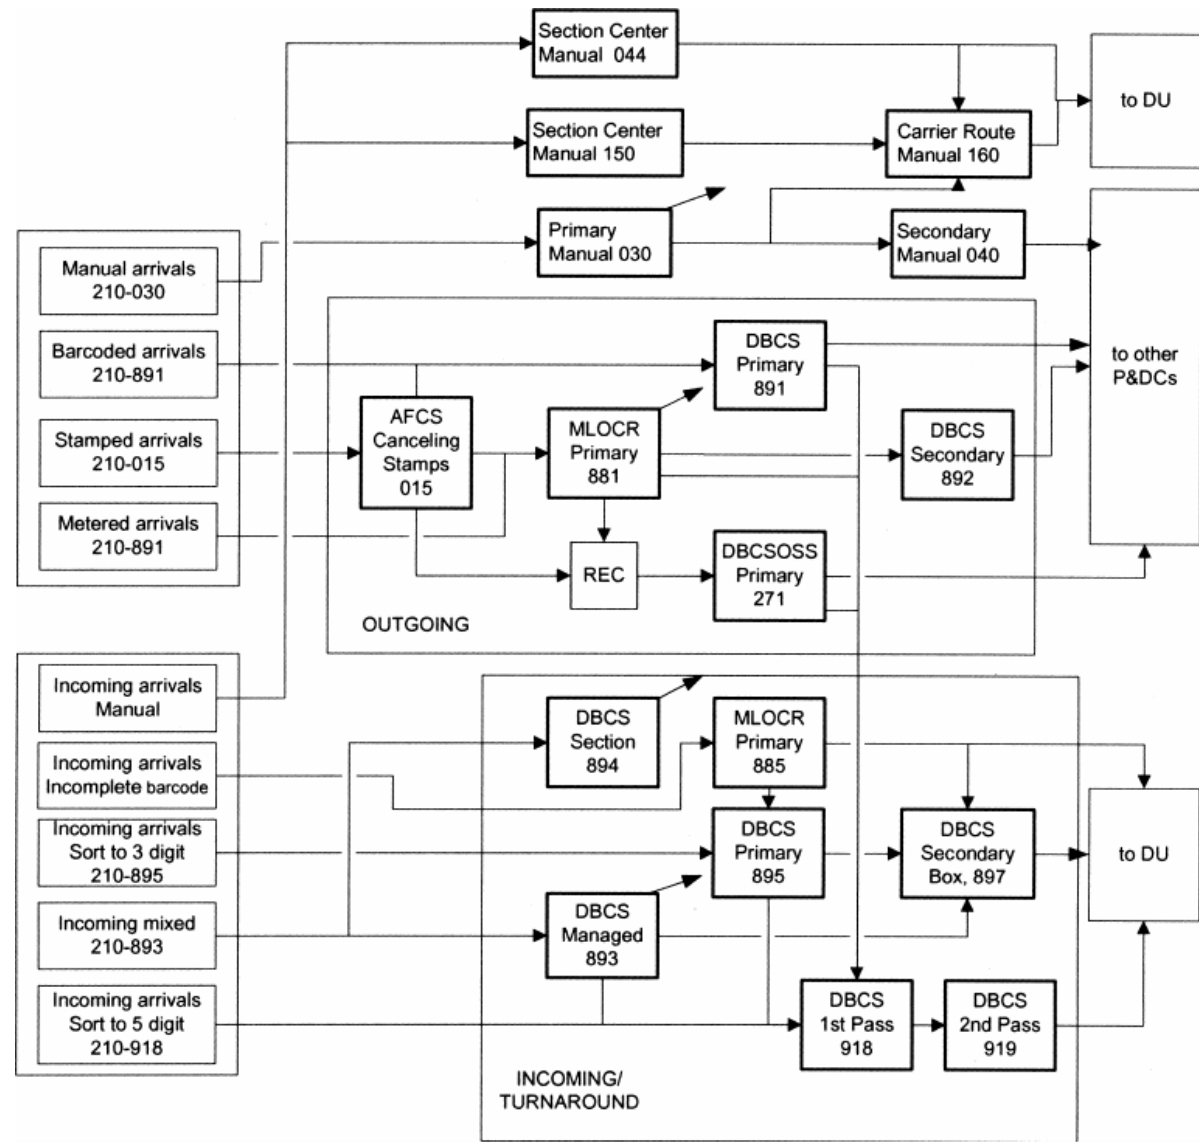 Section Center
Manual 044
to DU
Section Center
Manual 150
Carrier Route
Manual 160
Primary
Manual 030
Secondary
Manual 040
Manual arrivals
210-030
Barcoded arrivals
210-891
Stamped arrivals
210-015
Metered arrivals
210-891
AFCS
Canceling
Stamps
015
MLOCR
Primary
881
DBCS
Primary
891
DBCS
Secondary
892
to other
P&DCs
REC
DBCSOSS
Primary
271
OUTGOING
Incoming arrivals
Manual
Incoming arrivals
Incomplete barcode
Incoming arrivals
Sort to 3 digit
210-895
Incoming mixed
210-893
Incoming arrivals
Sort to 5 digit
210-918
DBCS
Section
894
MLOCR
Primary
885
DBCS
Primary
895
DBCS
Secondary
Box, 897
to DU
DBCS
Managed
893
DBCS
1st Pass
918
DBCS
2nd Pass
919
INCOMING/
TURNAROUND